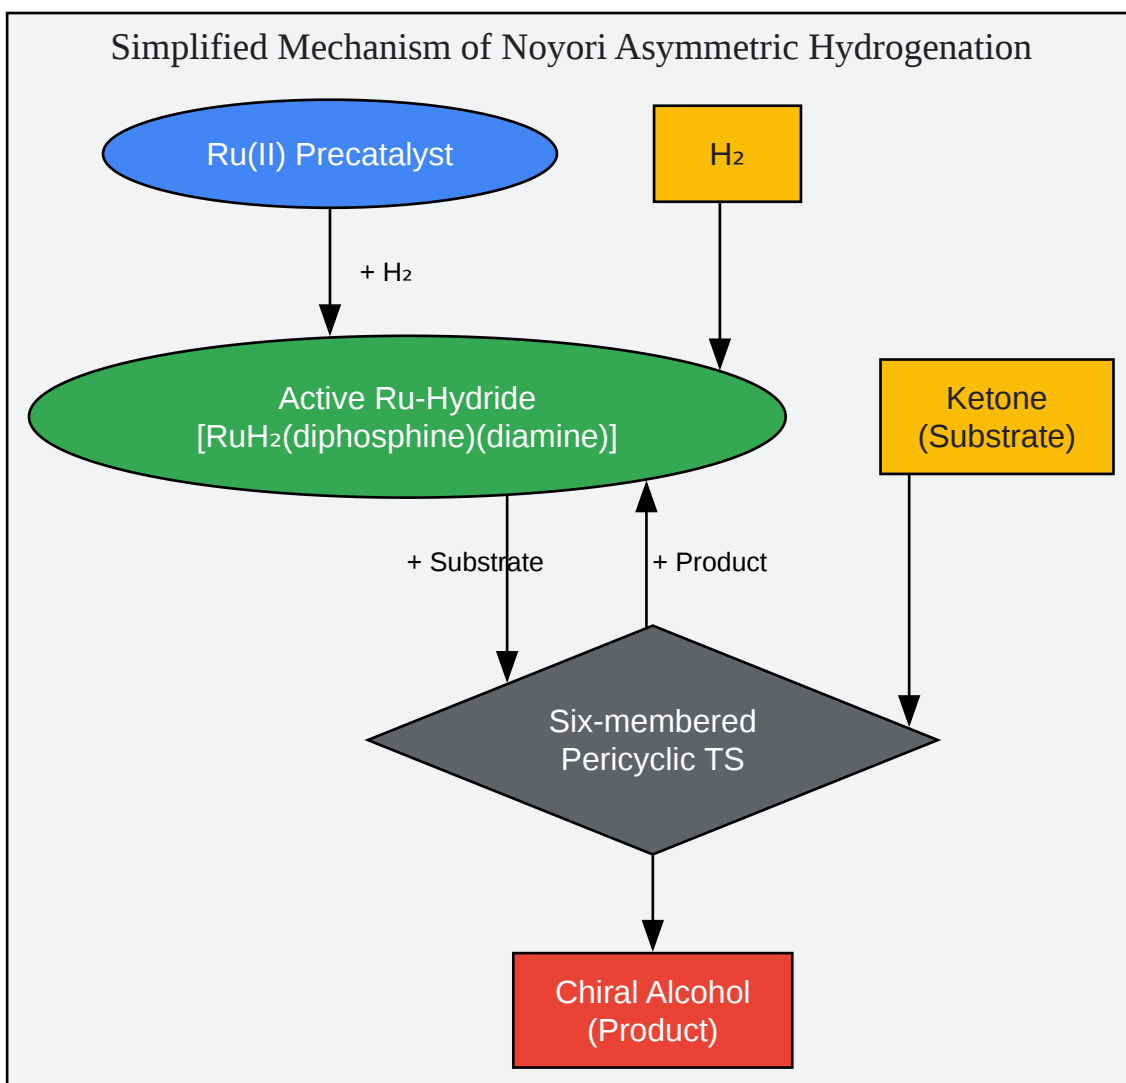 Simplified Mechanism of Noyori Asymmetric Hydrogenation
Ru(II) Precatalyst
H₂
+ H₂
Active Ru-Hydride
[RuH₂(diphosphine)(diamine)]
Ketone
(Substrate)
+ Substrate
+ Product
Six-membered
Pericyclic TS
Chiral Alcohol
(Product)